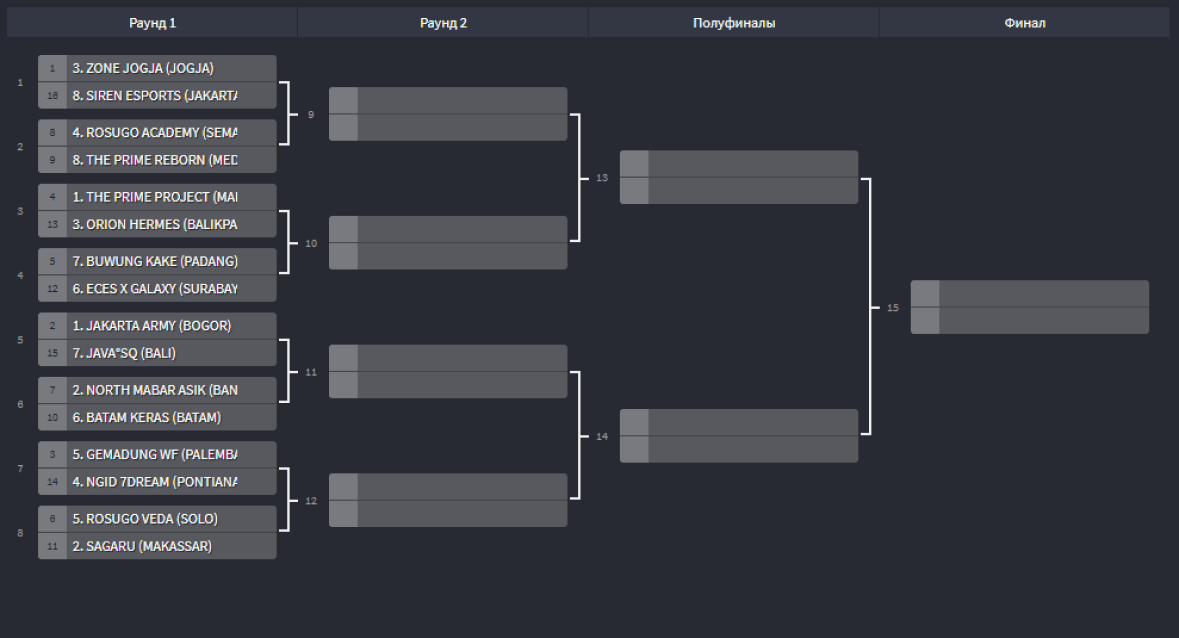 Раунд 1
Раунд 2
Полуфиналы
Финал
1
1 3. ZONE JOGJA (JOGJA)
16 8. SIREN ESPORTS (JAKARTA
2
8 4. ROSUGO ACADEMY (SEMA
9 8. THE PRIME REBORN (MED
3
4 1. THE PRIME PROJECT (MAI
13 3. ORION HERMES (BALIKPA
4
5 7. BUWUNG KAKE (PADANG)
12 6. ECES X GALAXY (SURABAY
5
2 1. JAKARTA ARMY (BOGOR)
15 7. JAVA"SQ (BALI)
6
7 2. NORTH MABAR ASIK (BAN
10 6. BATAM KERAS (BATAM)
7
3 5. GEMADUNG WF (PALEMBA
14 4. NGID 7DREAM (PONTIANA
8
6 5. ROSUGO VEDA (SOLO)
11 2. SAGARU (MAKASSAR)
9
10
11
12
13
14
15